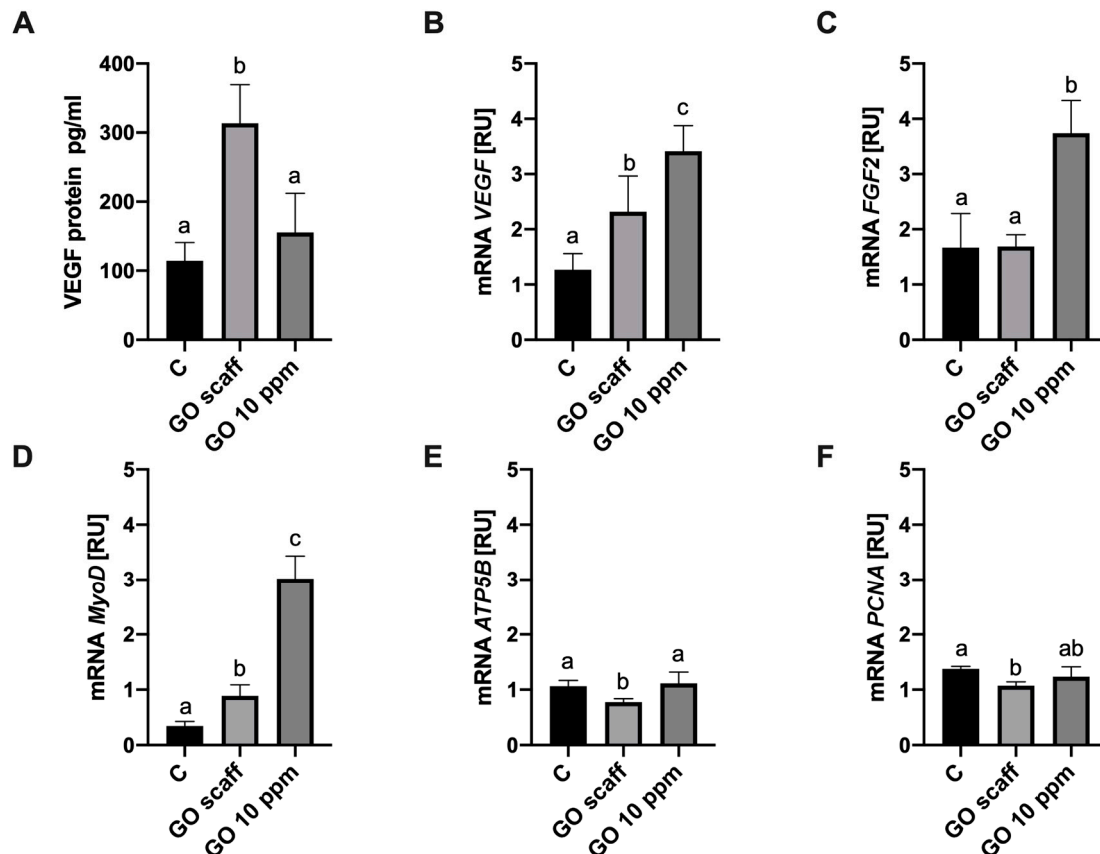 A
VEGF protein pg/ml
400
300
200
100
0
a
b
a
C
GO scaff
GO 10 ppm
B
mRNA VEGF [RU]
5
4
3
2
1
0
a
b
c
C
GO scaff
GO 10 ppm
C
mRNA FGF2 [RU]
5
4
3
2
1
0
a
a
b
C
GO scaff
GO 10 ppm
D
mRNA MyoD [RU]
5
4
3
2
1
0
a
b
c
C
GO scaff
GO 10 ppm
E
mRNA ATP5B [RU]
5
4
3
2
1
0
a
b
a
C
GO scaff
GO 10 ppm
F
mRNA PCNA [RU]
5
4
3
2
1
0
a
b
ab
C
GO scaff
GO 10 ppm